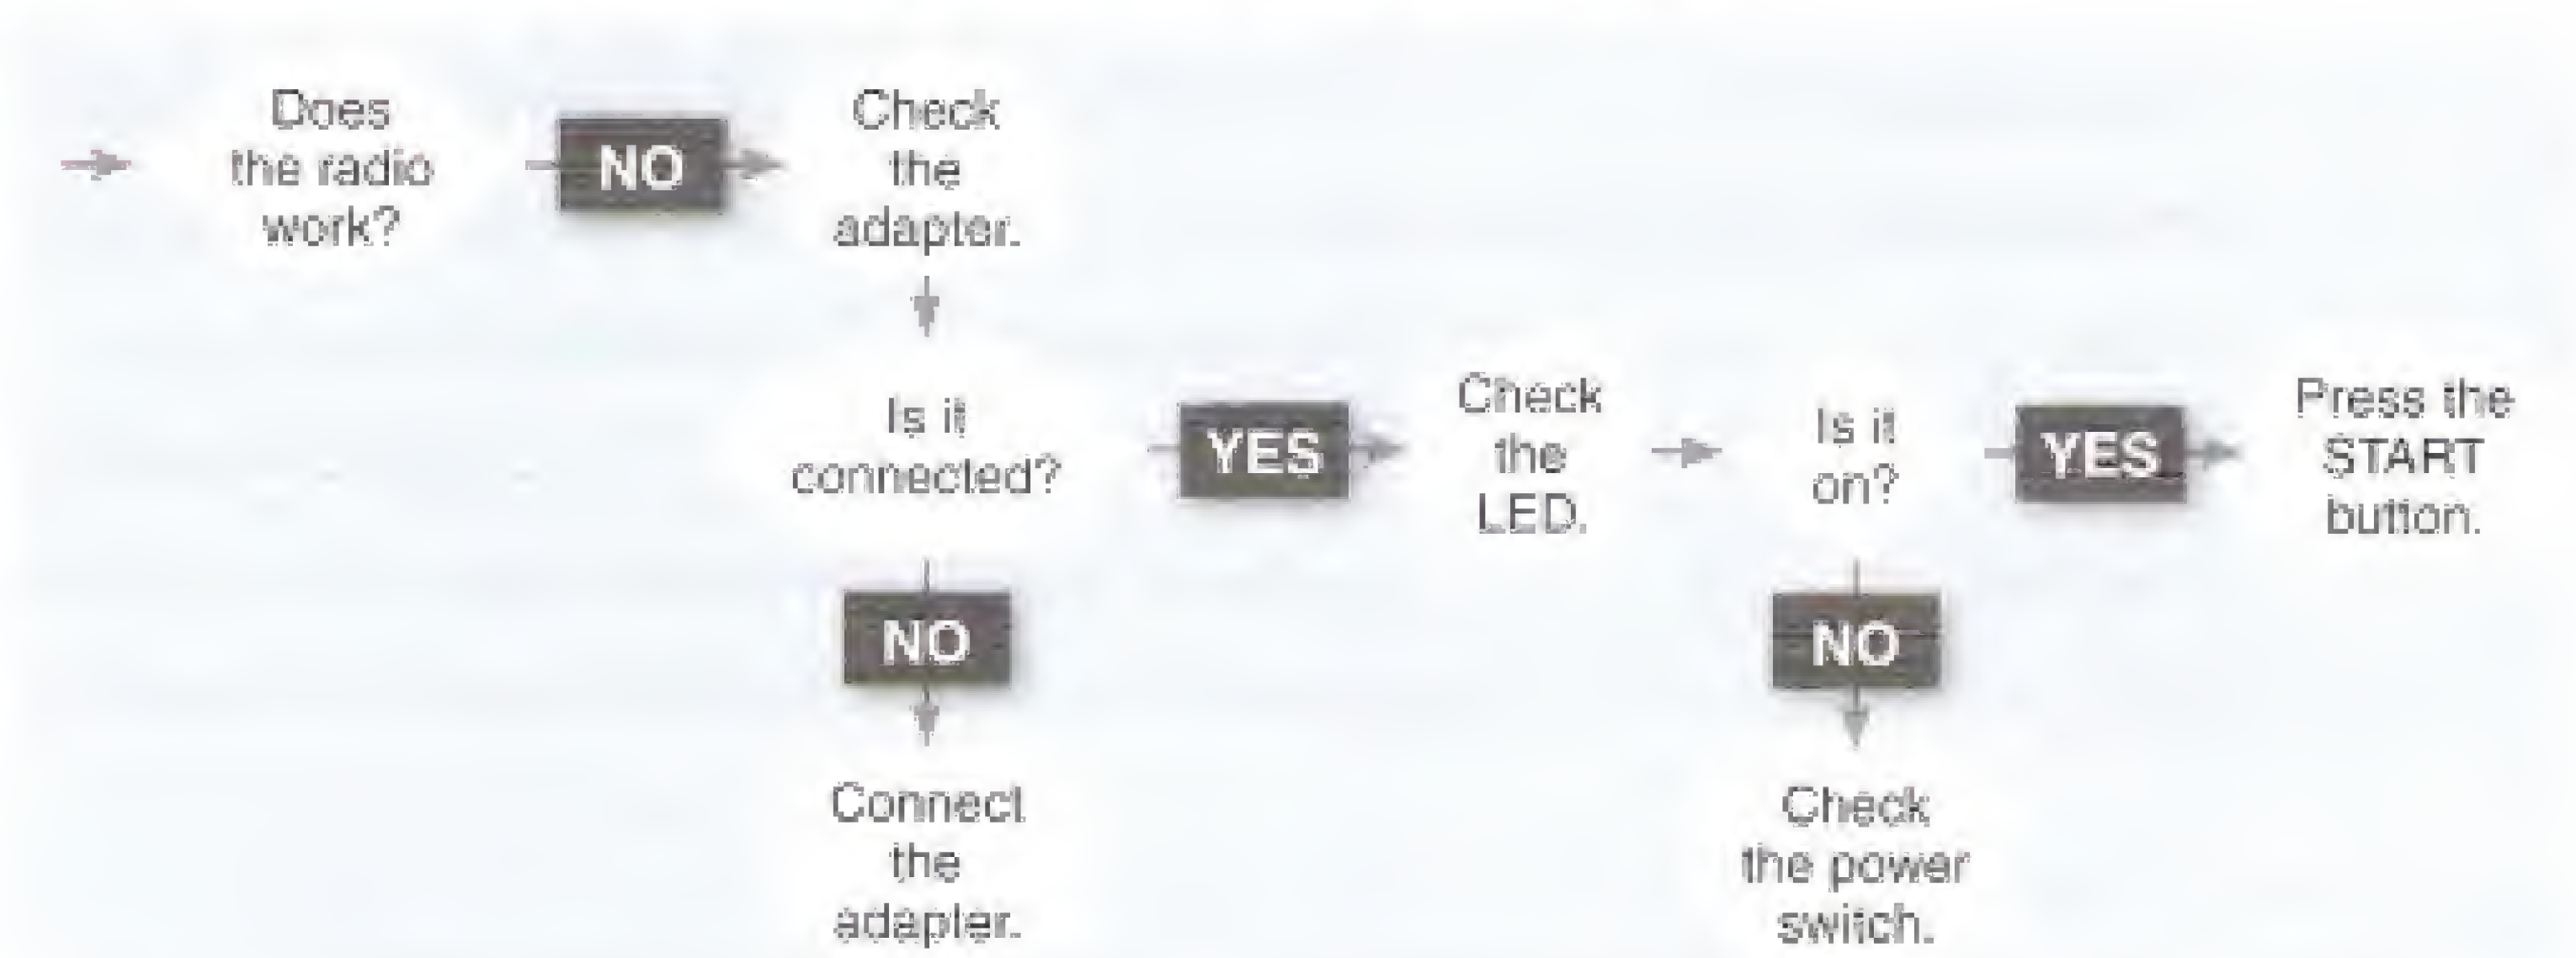 Does
the radio
work?
NO
Check
the
adapter.
Is it
connected?
YES
Check
the
LED.
Is it
on?
YES
Press the
START
button.
NO
Connect
the
adapter.
NO
Check
the power
switch.